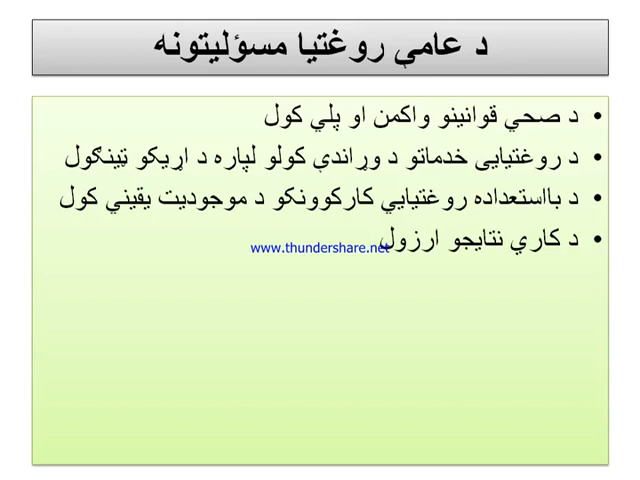 د عامې روغتیا مسؤلیتونه
• د صحي قوانینو واکمن او پلي کول
• د روغتیایی خدماتو د وړاندې کولو لپاره د اړیکو ټینګول
• د بااستعداده روغتیایي کارکوونکو د موجودیت یقیني کول
• د کاري نتایجو ارزول
www.thundershare.net